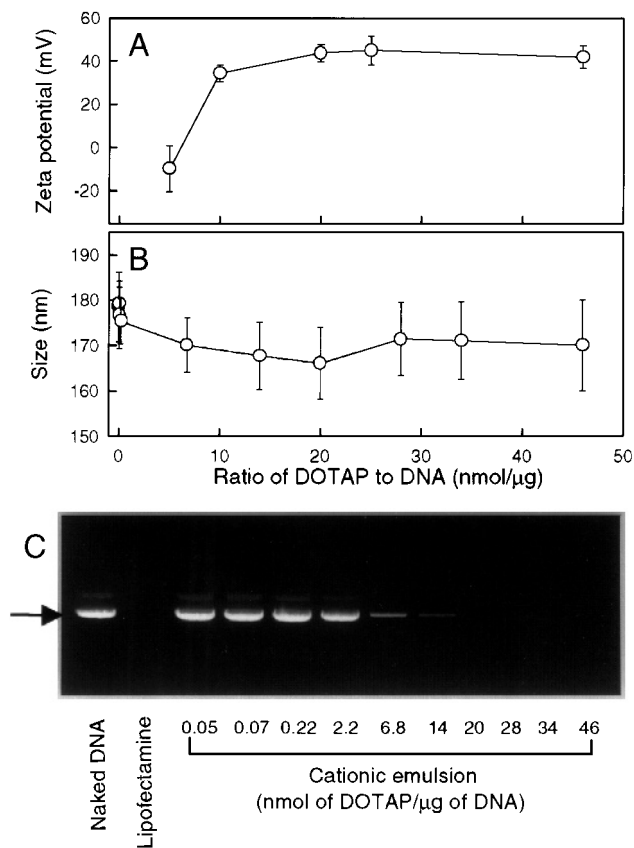 A
Zeta potential (mV)
60
40
20
0
-20
B
Size (nm)
190
180
170
160
150
0 10 20 30 40 50
Ratio of DOTAP to DNA (nmol/μg)
C
Naked DNA
Lipofectamine
0.05 0.07 0.22 2.2 6.8 14 20 28 34 46
Cationic emulsion
(nmol of DOTAP/μg of DNA)